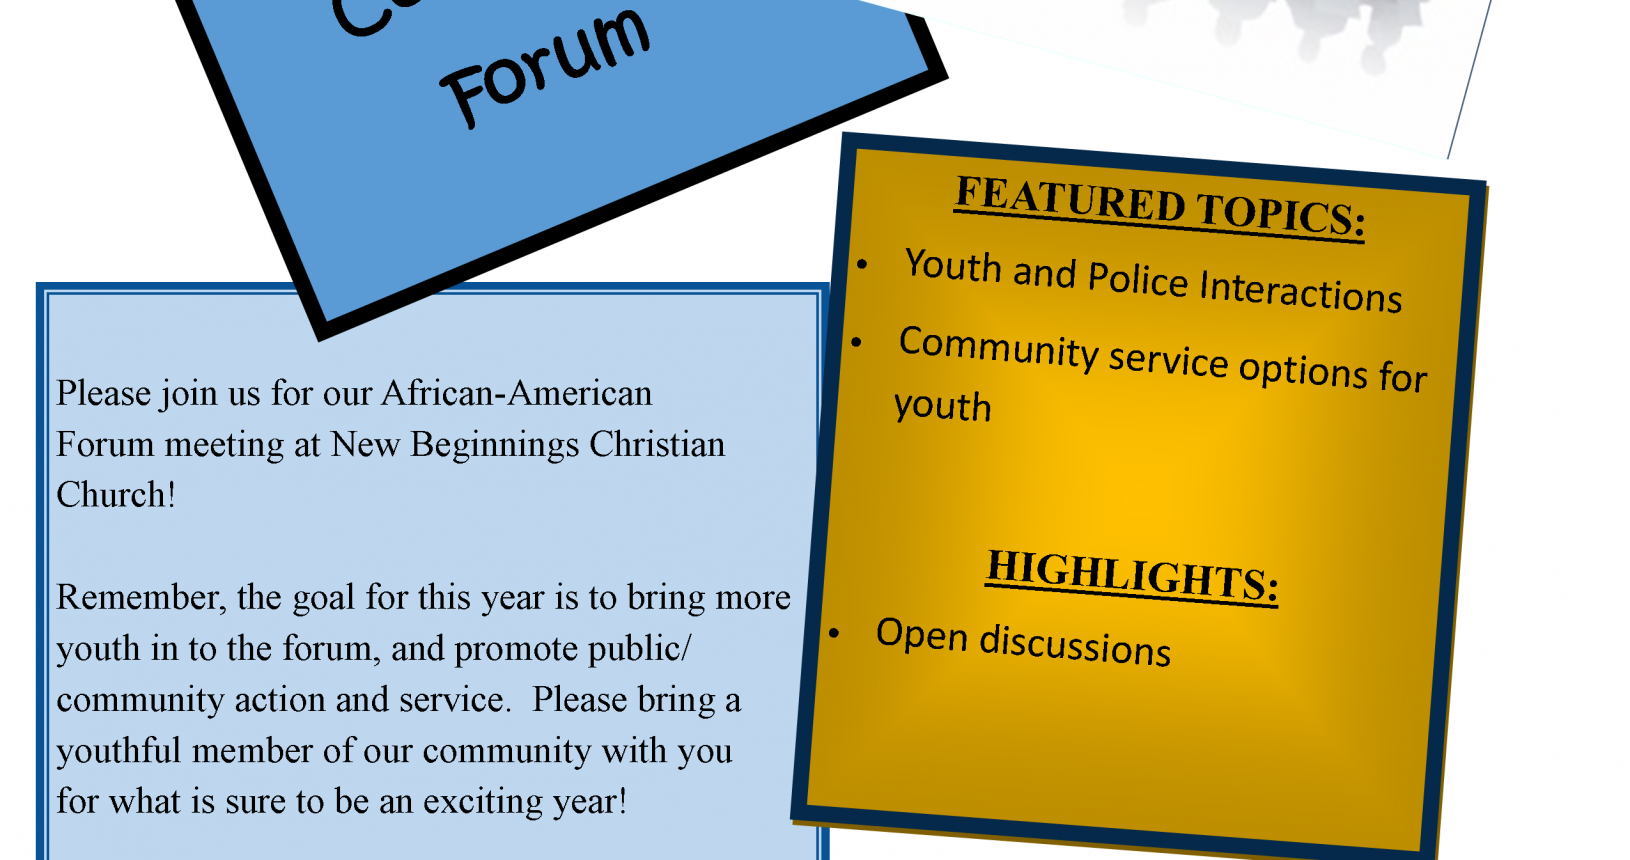 Forum
FEATURED TOPICS:
• Youth and Police Interactions
• Community service options for
youth
HIGHLIGHTS:
• Open discussions
Please join us for our African-American
Forum meeting at New Beginnings Christian
Church!
Remember, the goal for this year is to bring more
youth in to the forum, and promote public/
community action and service.  Please bring a
youthful member of our community with you
for what is sure to be an exciting year!